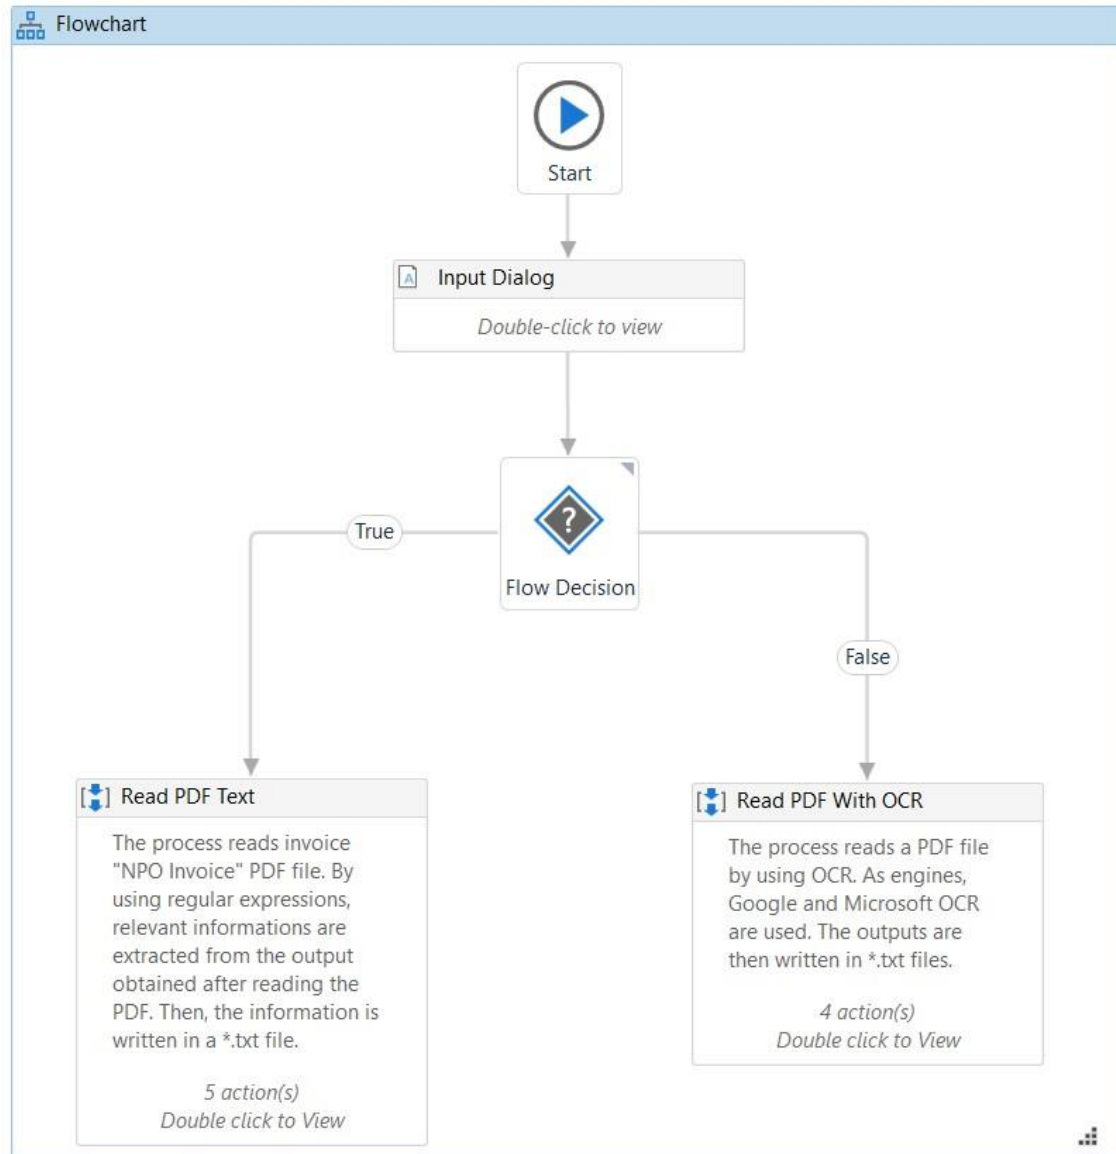 Flowchart
Start
Input Dialog
Double-click to view
True
Flow Decision
False
Read PDF Text
The process reads invoice
"NPO Invoice" PDF file. By
using regular expressions,
relevant informations are
extracted from the output
obtained after reading the
PDF. Then, the information is
written in a *.txt file.
5 action(s)
Double click to View
Read PDF With OCR
The process reads a PDF file
by using OCR. As engines,
Google and Microsoft OCR
are used. The outputs are
then written in *.txt files.
4 action(s)
Double click to View